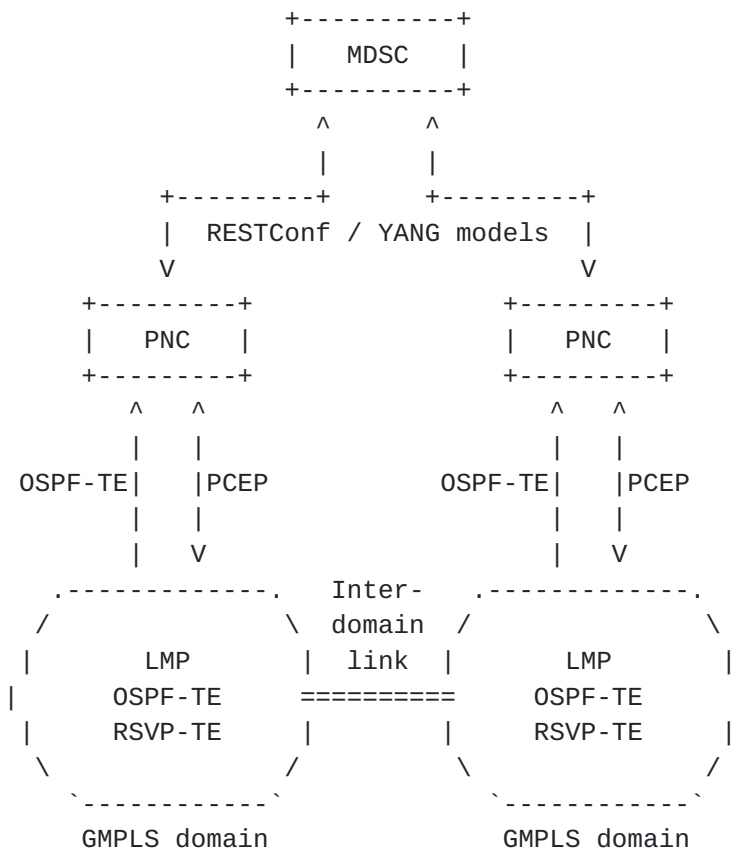 MDSC
RESTConf / YANG models
PNC PNC
OSPF-TE PCEP OSPF-TE PCEP
Inter-
domain
LMP link LMP
OSPF-TE OSPF-TE
RSVP-TE RSVP-TE
GMPLS domain GMPLS domain